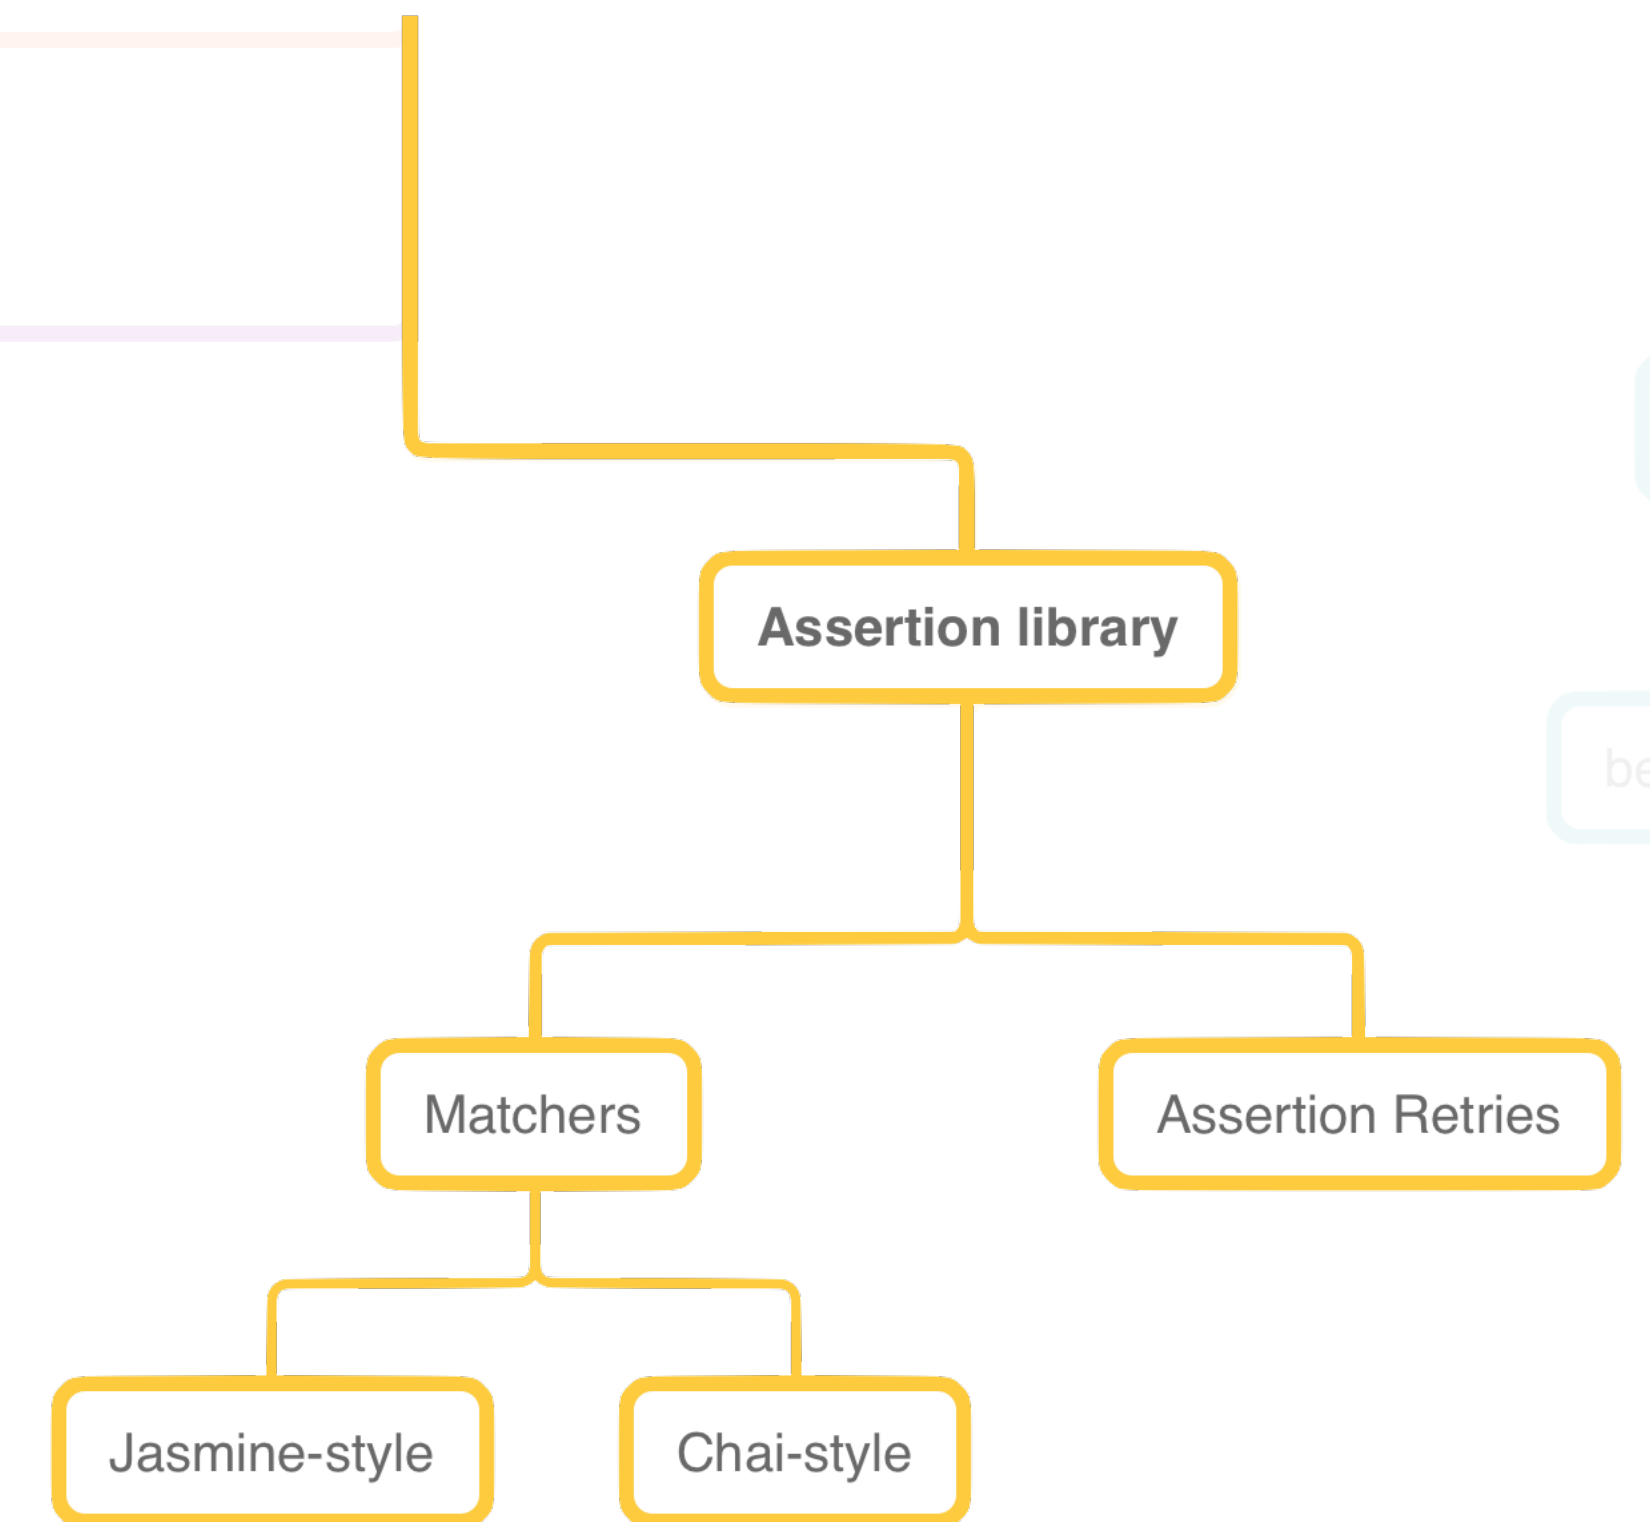 Assertion library
Matchers
Assertion Retries
Jasmine-style
Chai-style